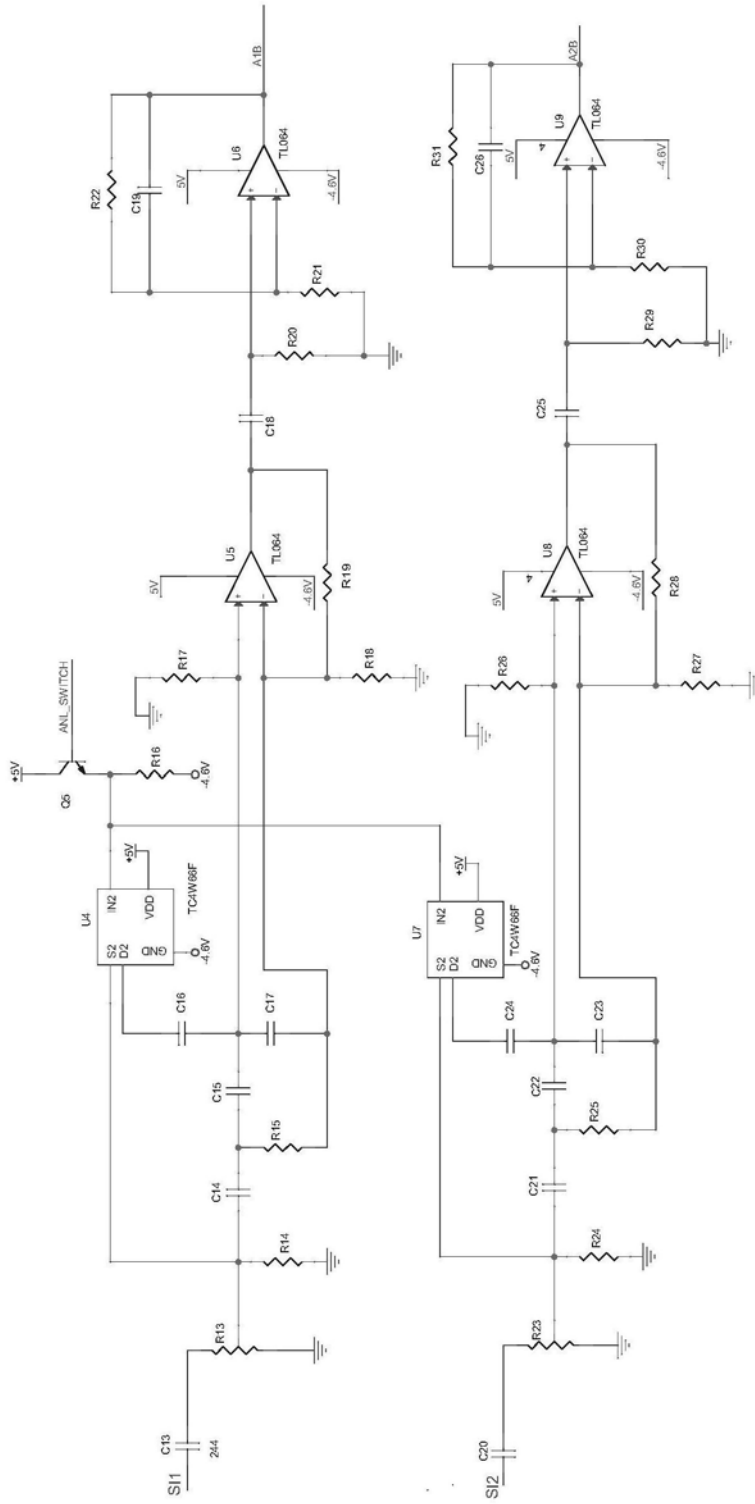 SI1
C13
244
R13
R14
C14
R15
C15
C16
C17
S2
D2
IN2
VDD
GND
U4
TC4W66F
+5V
-4.6V
+5V
Q5
ANL_SWITCH
R16
-4.6V
R17
R18
R19
5V
U5
TL064
-4.6V
C18
R20
R21
R22
C19
5V
U6
TL064
-4.6V
A1B
SI2
C20
R23
R24
C21
R25
C22
C24
C23
S2
D2
IN2
VDD
GND
U7
TC4W66F
+5V
-4.6V
R26
R27
R28
5V
4
U8
TL064
-4.6V
C25
R29
R30
R31
C26
5V
4
U9
TL064
-4.6V
A2B